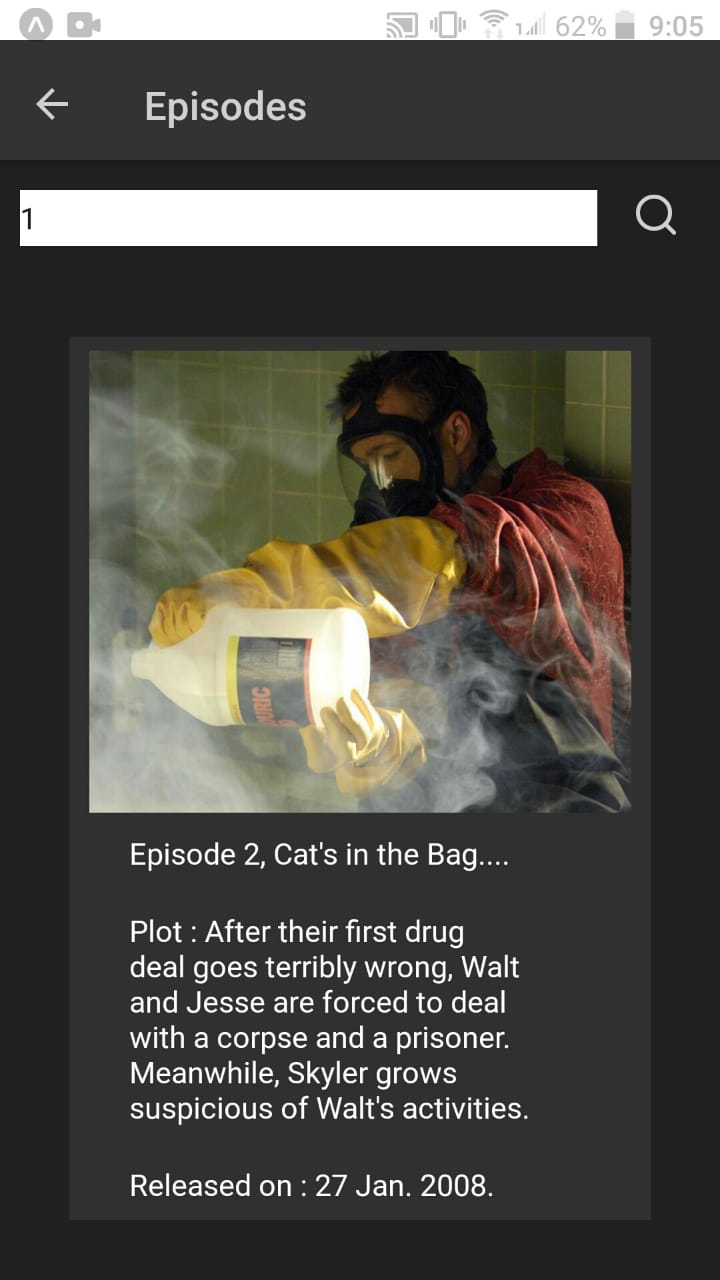 62% 9:05
Episodes
1
Episode 2, Cat's in the Bag....
Plot : After their first drug
deal goes terribly wrong, Walt
and Jesse are forced to deal
with a corpse and a prisoner.
Meanwhile, Skyler grows
suspicious of Walt's activities.
Released on : 27 Jan. 2008.